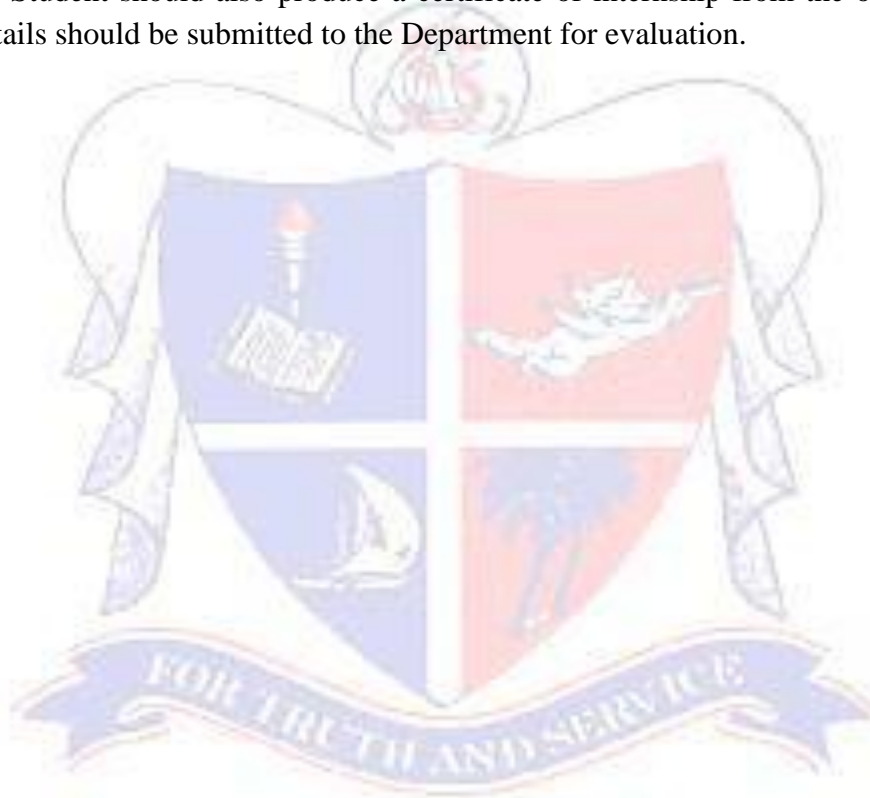 Student should also produce a certificate of internship from the
tails should be submitted to the Department for evaluation.
FOR TRUTH AND SERVICE